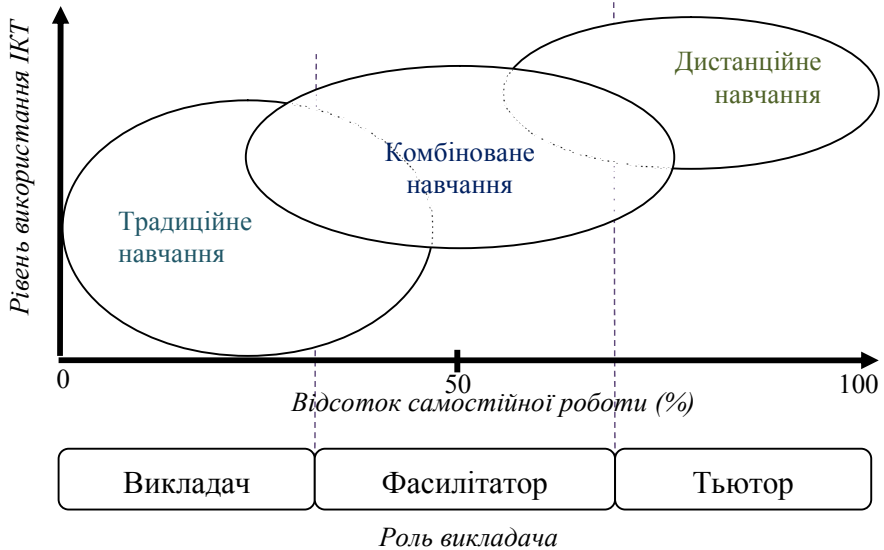 Рівень використання ІКТ
Дистанційне
навчання
Комбіноване
навчання
Традиційне
навчання
0
50
100
Відсоток самостійної роботи (%)
Викладач
Фасилітатор
Тьютор
Роль викладача